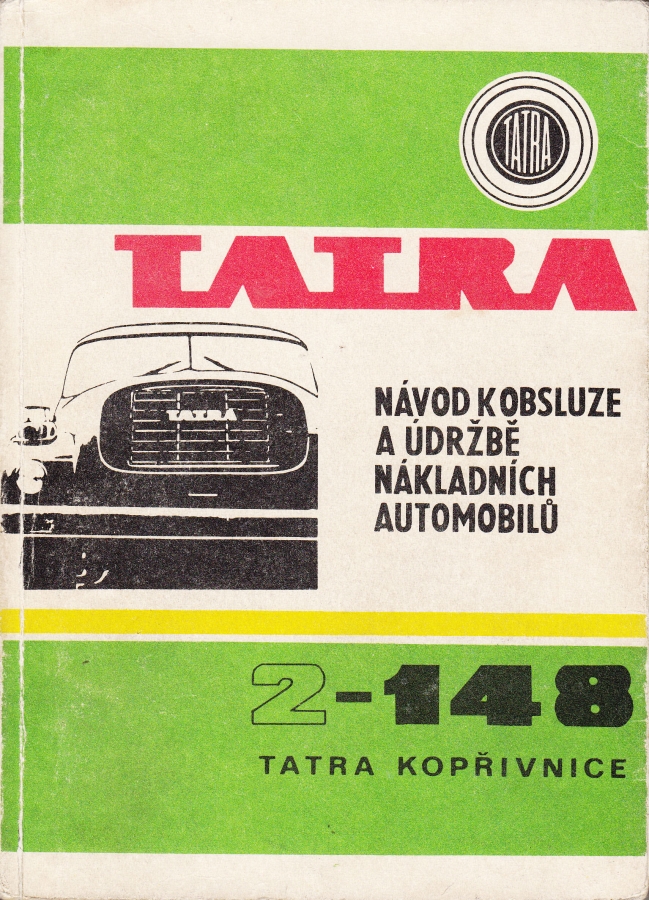 TATRA
TATRA
TATRA
NÁVOD K OBSLUZE
A ÚDRŽBĚ
NÁKLADNÍCH
AUTOMOBILŮ
2-148
TATRA KOPŘIVNICE